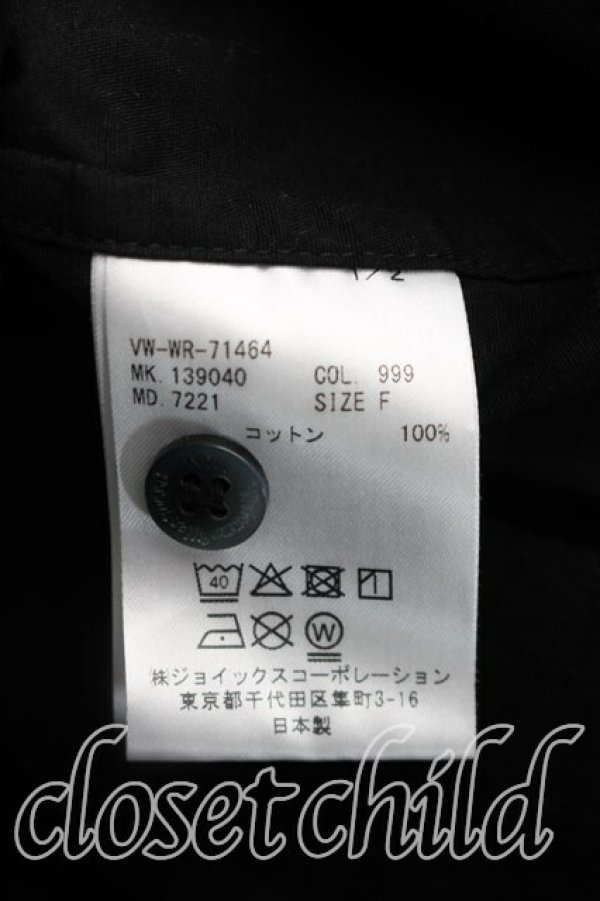 1/2
VW-WR-71464
MK. 139040 COL. 999
MD. 7221 SIZE F
コットン 100%
40
1
W
㈱ジョイックスコーポレーション
東京都千代田区隼町3-16
日本製
closet child